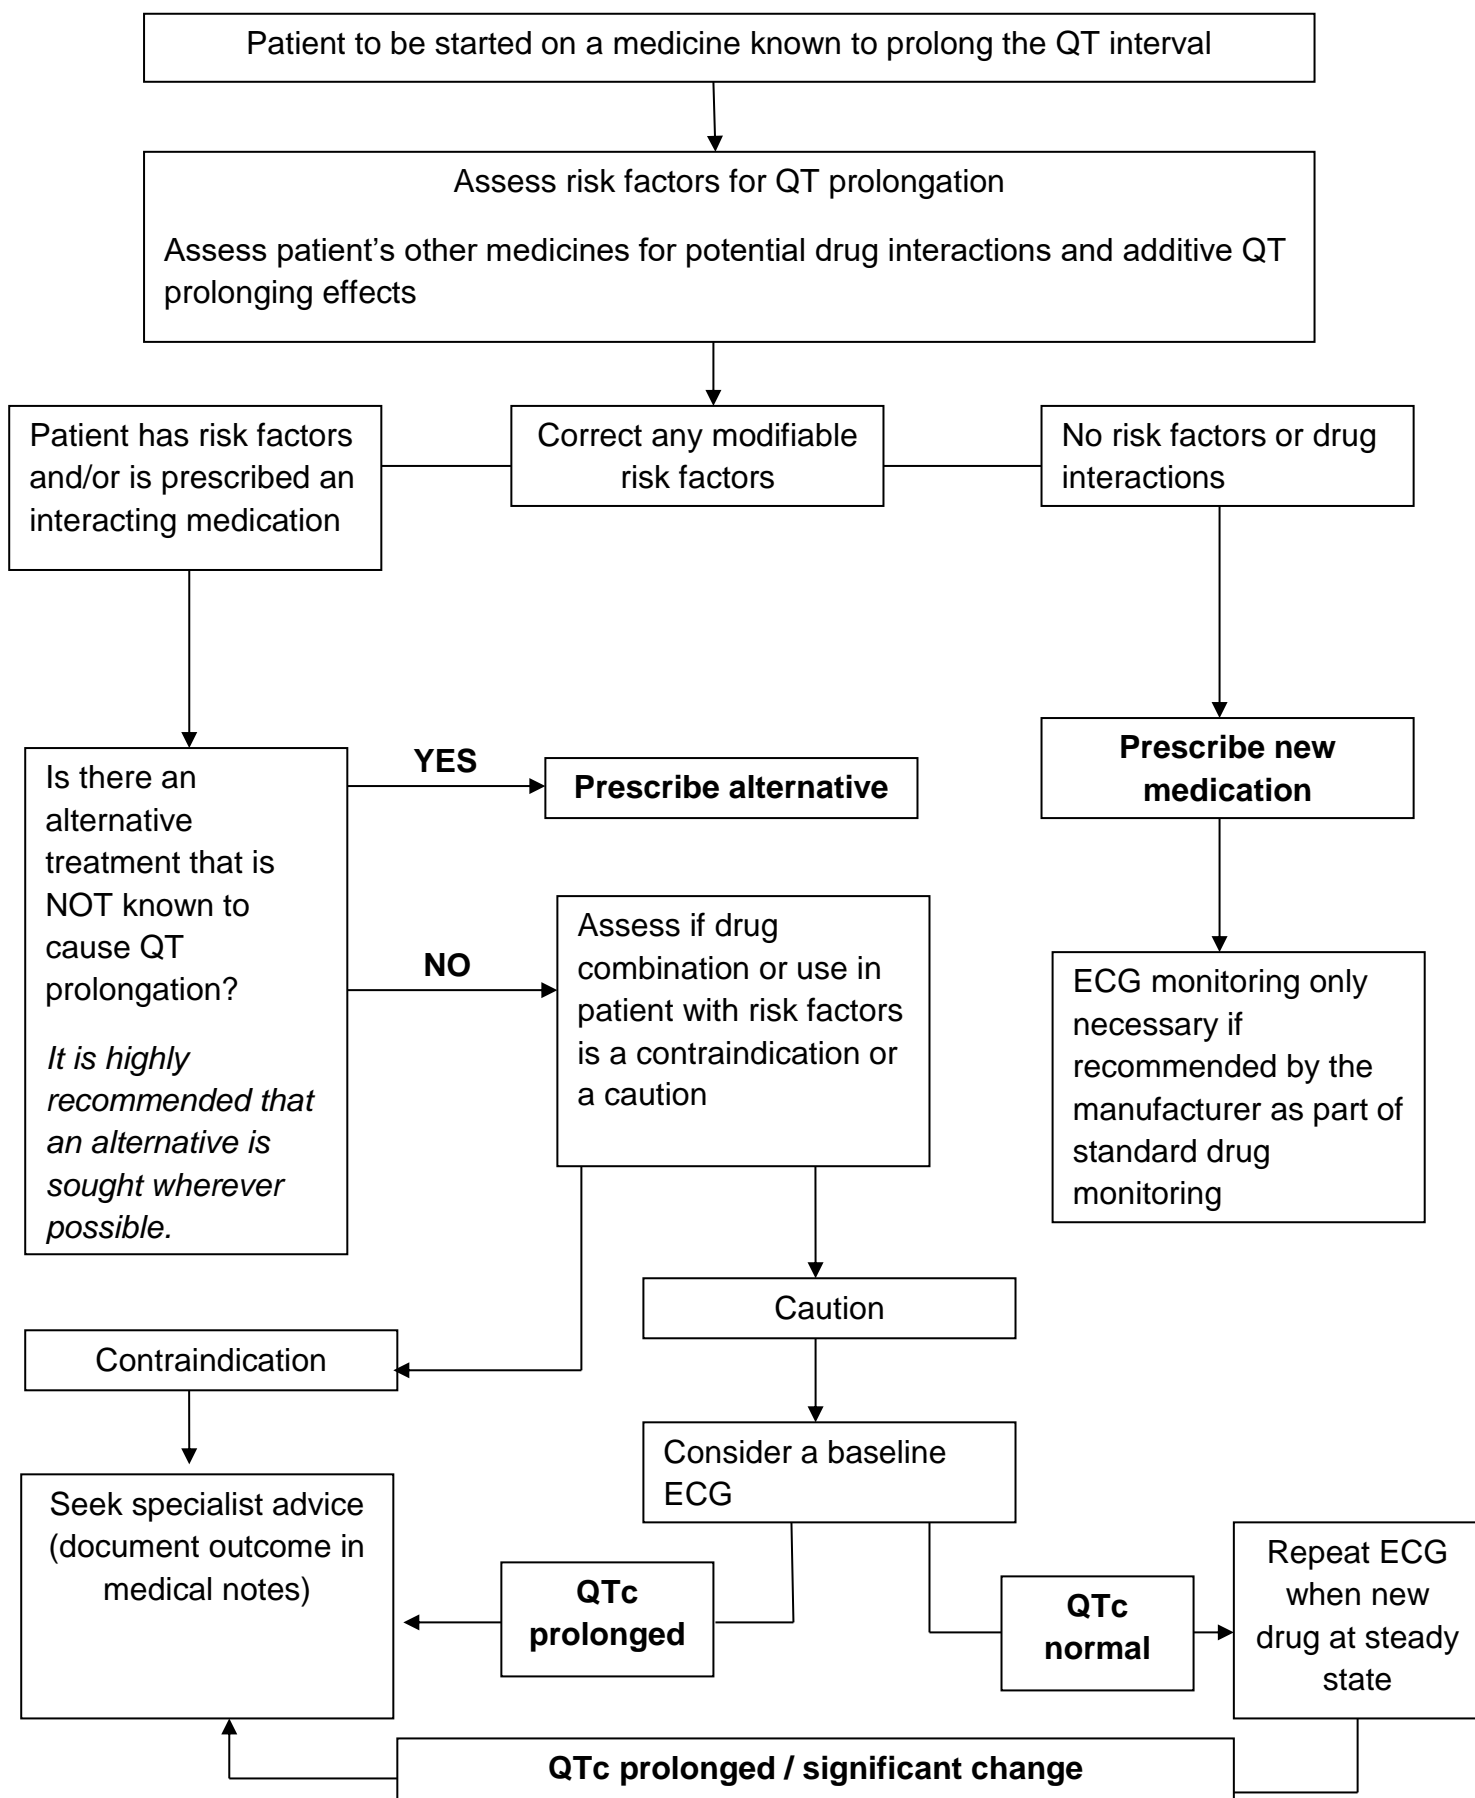 Patient to be started on a medicine known to prolong the QT interval
Assess risk factors for QT prolongation
Assess patient’s other medicines for potential drug interactions and additive QT
prolonging effects
Patient has risk factors
and/or is prescribed an
interacting medication
Correct any modifiable
risk factors
No risk factors or drug
interactions
Is there an
alternative
treatment that is
NOT known to
cause QT
prolongation?
It is highly
recommended that
an alternative is
sought wherever
possible.
YES
Prescribe alternative
NO
Assess if drug
combination or use in
patient with risk factors
is a contraindication or
a caution
Prescribe new
medication
ECG monitoring only
necessary if
recommended by the
manufacturer as part of
standard drug
monitoring
Caution
Contraindication
Consider a baseline
ECG
Seek specialist advice
(document outcome in
medical notes)
QTc
prolonged
QTc
normal
Repeat ECG
when new
drug at steady
state
QTc prolonged / significant change